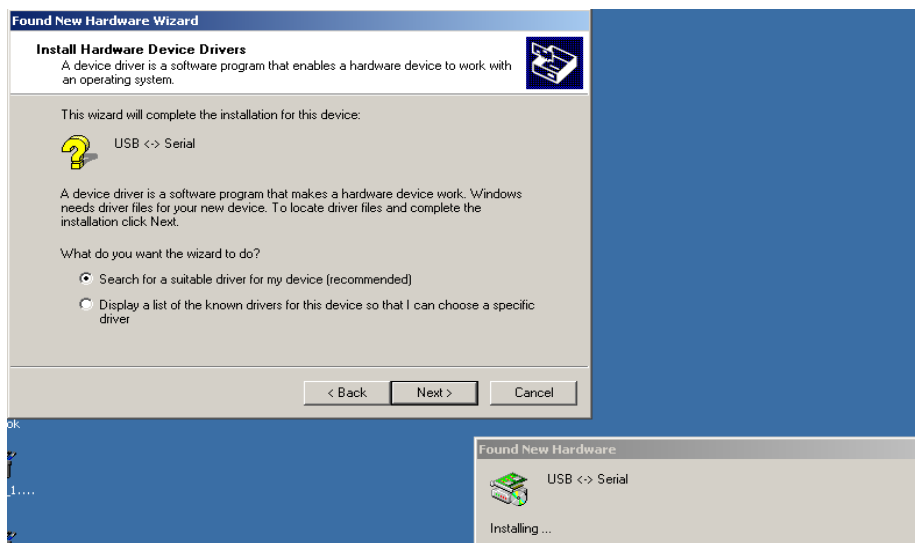 Found New Hardware Wizard
Install Hardware Device Drivers
A device driver is a software program that enables a hardware device to work with
an operating system.
This wizard will complete the installation for this device:
USB <-> Serial
A device driver is a software program that makes a hardware device work. Windows
needs driver files for your new device. To locate driver files and complete the
installation click Next.
What do you want the wizard to do?
Search for a suitable driver for my device (recommended)
Display a list of the known drivers for this device so that I can choose a specific
driver
< Back
Next >
Cancel
ok
_1....
Found New Hardware
USB <-> Serial
Installing ...